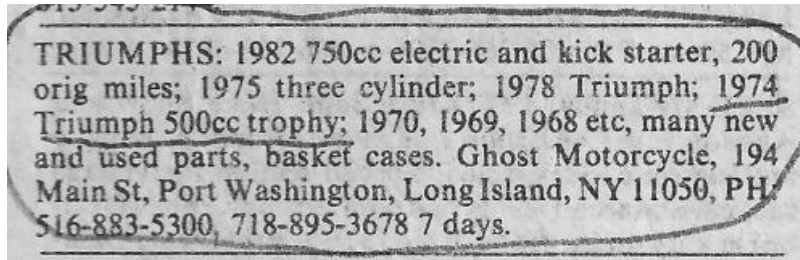 TRIUMPHS: 1982 750cc electric and kick starter, 200
orig miles; 1975 three cylinder; 1978 Triumph; 1974
Triumph 500cc trophy; 1970, 1969, 1968 etc, many new
and used parts, basket cases. Ghost Motorcycle, 194
Main St, Port Washington, Long Island, NY 11050, PH/
516-883-5300, 718-895-3678 7 days.